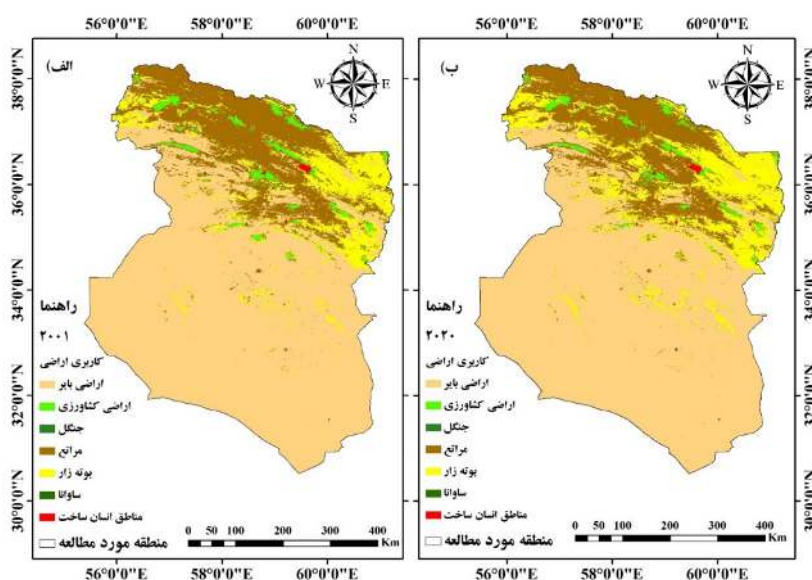 56°0'0"E 58°0'0"E 60°0'0"E
الف)
N
W E
S
38°0'0"N
36°0'0"N
34°0'0"N
32°0'0"N
30°0'0"N
راهنما
۲۰۰۱
کاربری اراضی
اراضی بایر
اراضی کشاورزی
جنگل
مراتع
بوته زار
ساوانا
مناطق انسان ساخت
منطقه مورد مطالعه
0 50 100 200 300 400
Km
56°0'0"E 58°0'0"E 60°0'0"E
56°0'0"E 58°0'0"E 60°0'0"E
ب)
N
W E
S
38°0'0"N
36°0'0"N
34°0'0"N
32°0'0"N
30°0'0"N
راهنما
۲۰۲۰
کاربری اراضی
اراضی بایر
اراضی کشاورزی
جنگل
مراتع
بوته زار
ساوانا
مناطق انسان ساخت
منطقه مورد مطالعه
0 50 100 200 300 400
Km
56°0'0"E 58°0'0"E 60°0'0"E